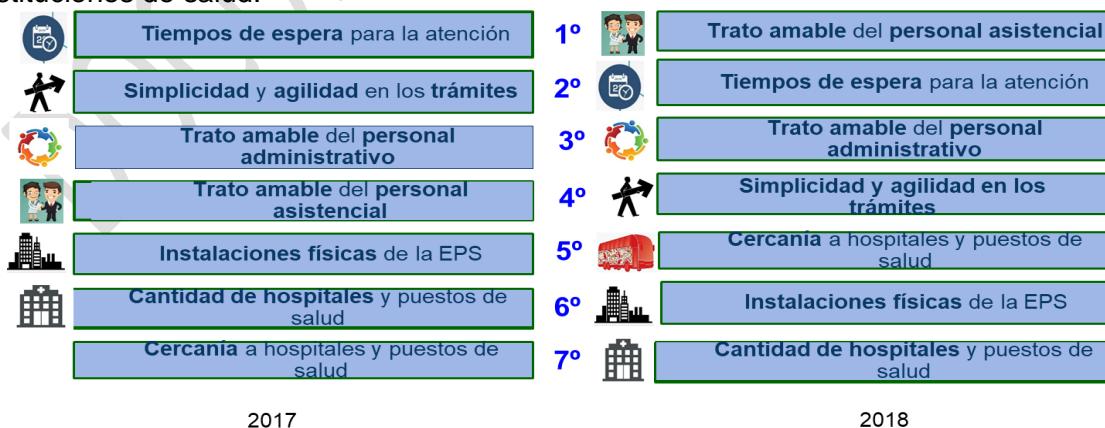 stituciones de salud.
Tiempos de espera para la atención
Simplicidad y agilidad en los trámites
Trato amable del personal
administrativo
Trato amable del personal
asistencial
Instalaciones físicas de la EPS
Cantidad de hospitales y puestos de
salud
Cercanía a hospitales y puestos de
salud
2017
1º
2º
3º
4º
5º
6º
7º
Trato amable del personal asistencial
Tiempos de espera para la atención
Trato amable del personal
administrativo
Simplicidad y agilidad en los
trámites
Cercanía a hospitales y puestos de
salud
Instalaciones físicas de la EPS
Cantidad de hospitales y puestos de
salud
2018